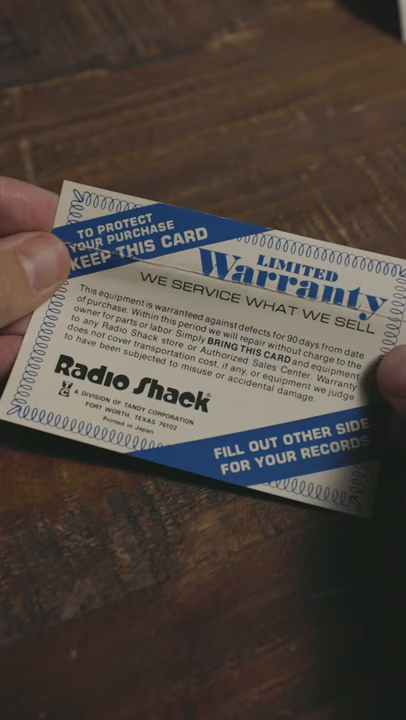 TO PROTECT
YOUR PURCHASE
KEEP THIS CARD
LIMITED
Warranty
WE SERVICE WHAT WE SELL
This equipment is warranteed against defects for 90 days from date
of purchase. Within this period we will repair without charge to the
owner for parts or labor. Simply BRING THIS CARD and equipment
to any Radio Shack store or Authorized Sales Center. Warranty
does not cover transportation cost, if any, or equipment we judge
to have been subjected to misuse or accidental damage.
Radio Shack®
A DIVISION OF TANDY CORPORATION
FORT WORTH, TEXAS 76102
Printed in Japan
FILL OUT OTHER SIDE
FOR YOUR RECORDS